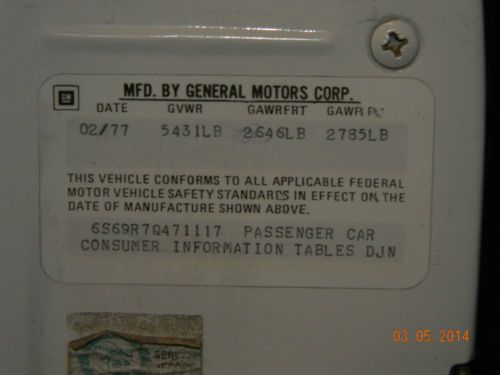 GM
MFD. BY GENERAL MOTORS CORP.
DATE GVWR GAWRFRT GAWR
02/77 5431LB 2646LB 2785LB
THIS VEHICLE CONFORMS TO ALL APPLICABLE FEDERAL
MOTOR VEHICLE SAFETY STANDARDS IN EFFECT ON THE
DATE OF MANUFACTURE SHOWN ABOVE.
6S69R7Q471117 PASSENGER CAR
CONSUMER INFORMATION TABLES DJN
03 05 2014